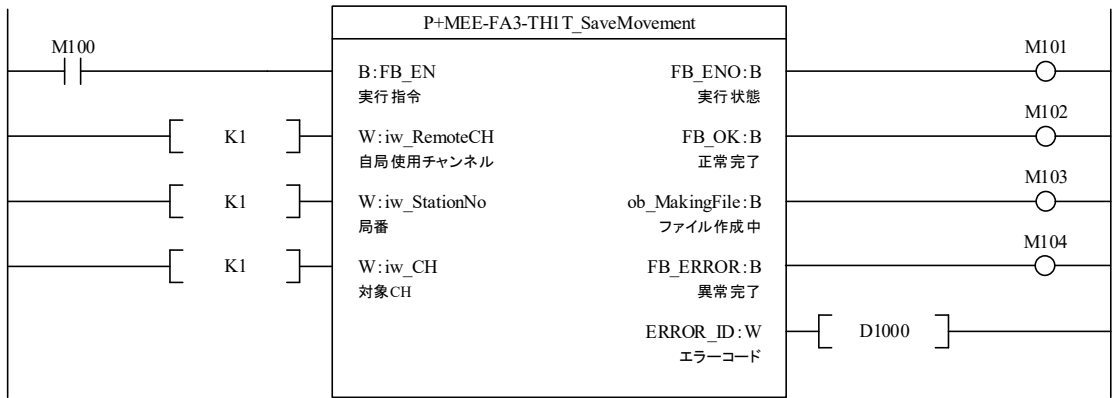 P+MEE-FA3-TH1T_SaveMovement
M100
M101
B:FB_EN
FB_ENO:B
実行指令
実行状態
M102
K1
W:iw_RemoteCH
FB_OK:B
自局使用チャンネル
正常完了
M103
K1
W:iw_StationNo
ob_MakingFile:B
局番
ファイル作成中
M104
K1
W:iw_CH
FB_ERROR:B
対象CH
異常完了
ERROR_ID:W
D1000
エラーコード